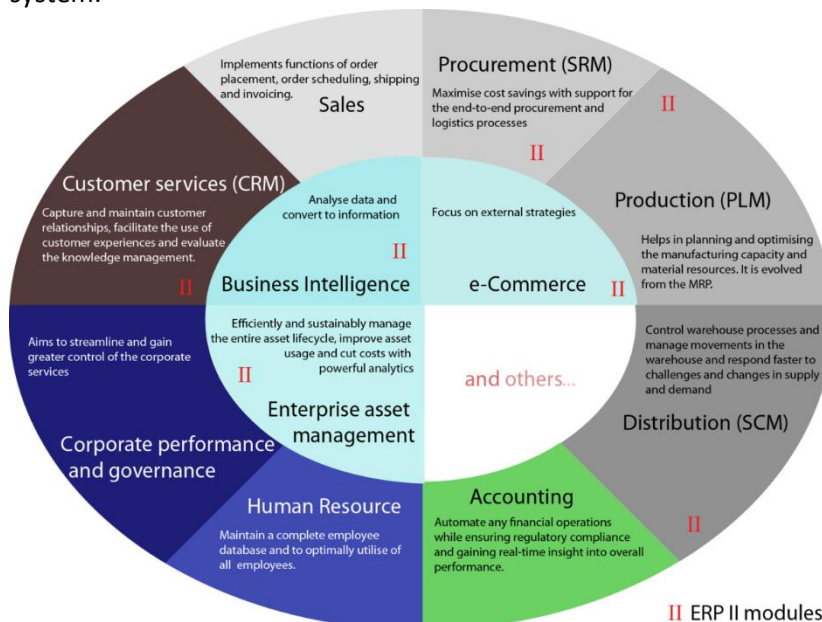 system.
Implements functions of order
placement, order scheduling, shipping
and invoicing.
Sales
Procurement (SRM)
Maximise cost savings with support for
the end-to-end procurement and
logistics processes
II
II
Customer services (CRM)
Capture and maintain customer
relationships, facilitate the use of
customer experiences and evaluate
the knowledge management.
II
Analyse data and
convert to information
II
Business Intelligence
Focus on external strategies
e-Commerce
II
Production (PLM)
Helps in planning and optimising
the manufacturing capacity and
material resources. It is evolved
from the MRP.
Aims to streamline and gain
greater control of the corporate
services
Corporate performance
and governance
Efficiently and sustainably manage
the entire asset lifecycle, improve asset
usage and cut costs with
powerful analytics
II
Enterprise asset
management
and others...
Control warehouse processes and
manage movements in the
warehouse and respond faster to
challenges and changes in supply
and demand
Distribution (SCM)
II
Human Resource
Maintain a complete employee
database and to optimally utilise of
all employees.
Accounting
Automate any financial operations
while ensuring regulatory compliance
and gaining real-time insight into overall
performance.
II ERP II modules